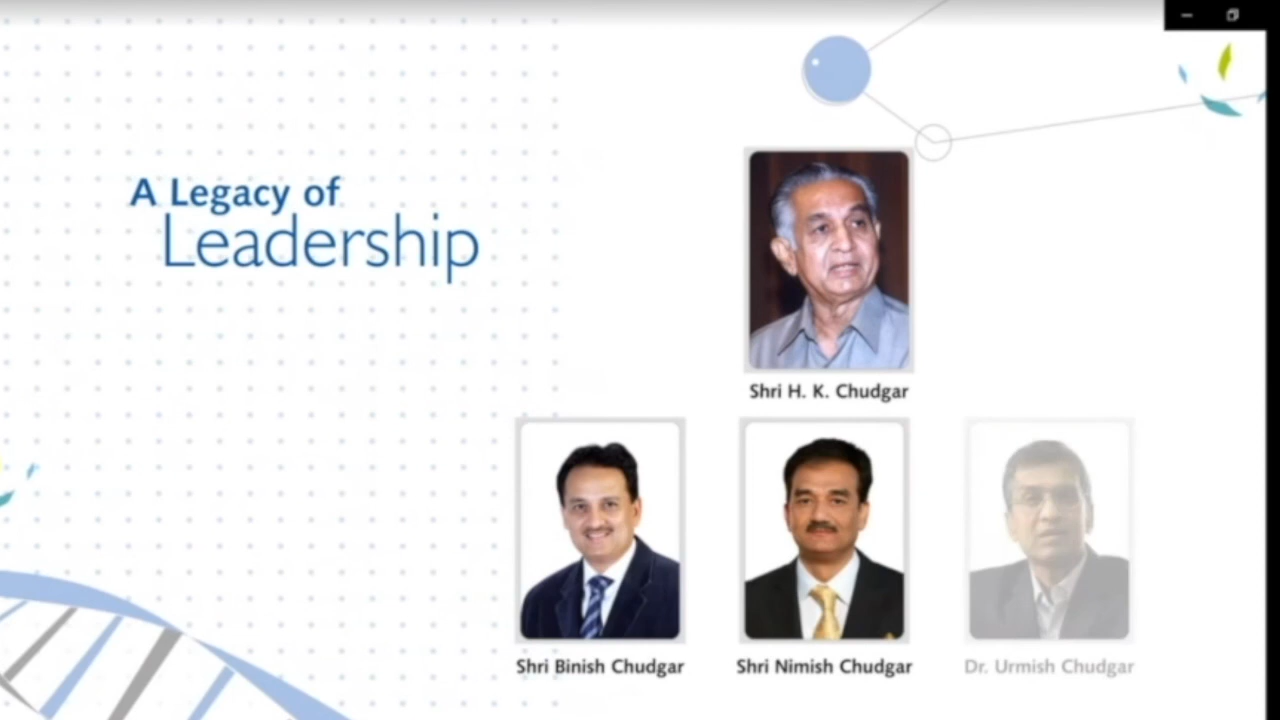 A Legacy of
Leadership
Shri H. K. Chudgar
Shri Binish Chudgar
Shri Nimish Chudgar
Dr. Urmish Chudgar